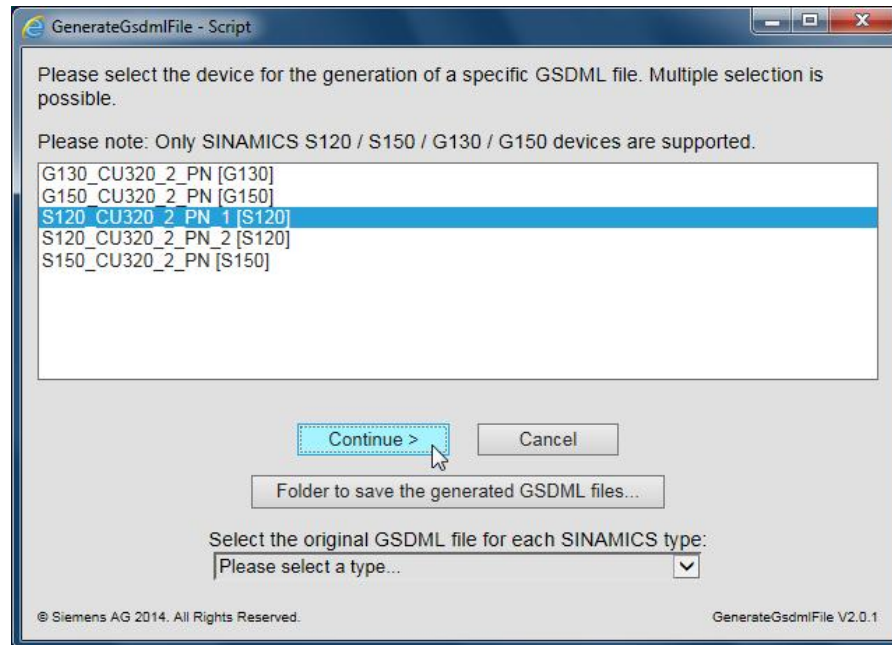 GenerateGsdmlFile - Script
Please select the device for the generation of a specific GSDML file. Multiple selection is
possible.
Please note: Only SINAMICS S120 / S150 / G130 / G150 devices are supported.
G130_CU320_2_PN [G130]
G150_CU320_2_PN [G150]
S120_CU320_2_PN_1 [S120]
S120_CU320_2_PN_2 [S120]
S150_CU320_2_PN [S150]
Continue >
Cancel
Folder to save the generated GSDML files...
Select the original GSDML file for each SINAMICS type:
Please select a type...
© Siemens AG 2014. All Rights Reserved.
GenerateGsdmlFile V2.0.1